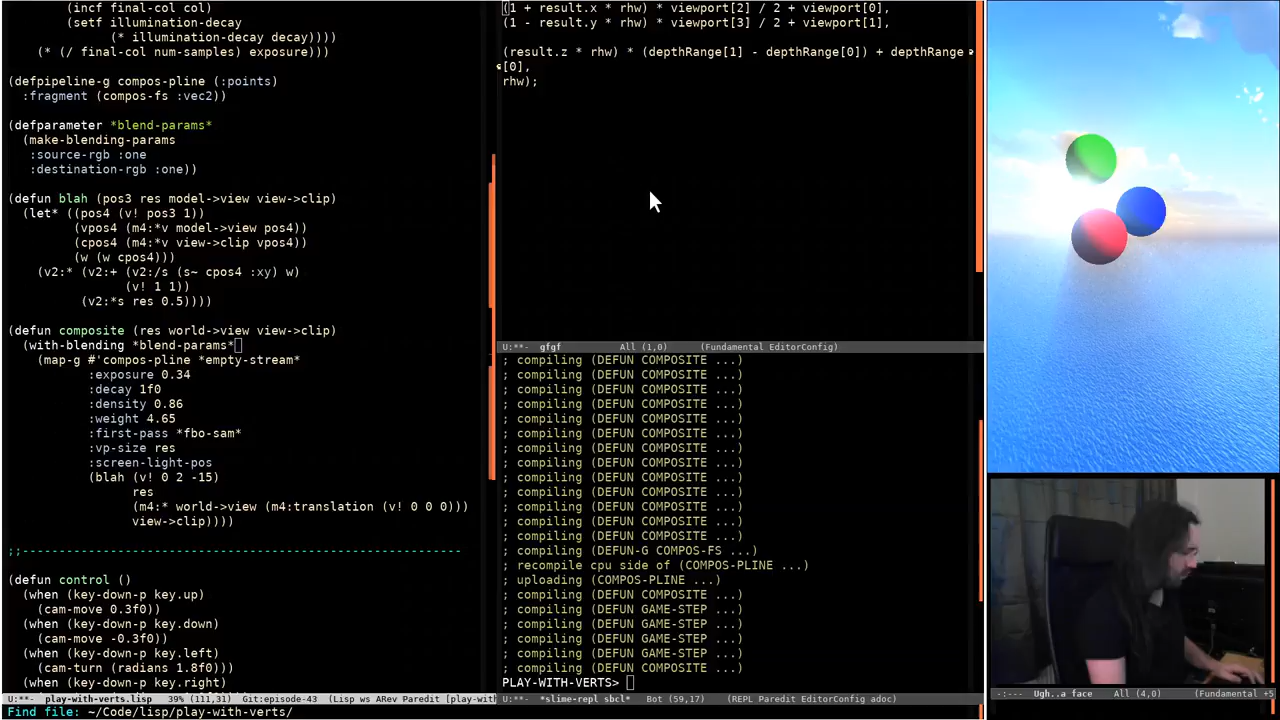 (incf final-col col)
(setf illumination-decay
(* illumination-decay decay))))
(* (/ final-col num-samples) exposure)))
(defpipeline-g compos-pline (:points)
:fragment (compos-fs :vec2))
(defparameter *blend-params*
(make-blending-params
:source-rgb :one
:destination-rgb :one))
(defun blah (pos3 res model->view view->clip)
(let* ((pos4 (v! pos3 1))
(vpos4 (m4:*v model->view pos4))
(cpos4 (m4:*v view->clip vpos4))
(w (w cpos4)))
(v2:* (v2:+ (v2:/s (s~ cpos4 :xy) w)
(v! 1 1))
(v2:*s res 0.5))))
(defun composite (res world->view view->clip)
(with-blending *blend-params*
(map-g #'compos-pline *empty-stream*
:exposure 0.34
:decay 1f0
:density 0.86
:weight 4.65
:first-pass *fbo-sam*
:vp-size res
:screen-light-pos
(blah (v! 0 2 -15)
res
(m4:* world->view (m4:translation (v! 0 0 0)))
view->clip))))
;;------------------------------------------------------------
(defun control ()
(when (key-down-p key.up)
(cam-move 0.3f0))
(when (key-down-p key.down)
(cam-move -0.3f0))
(when (key-down-p key.left)
(cam-turn (radians 1.8f0)))
(when (key-down-p key.right)
U:**- play-with-verts.lisp 39% (111,31) Git:episode-43 (Lisp ws ARev Paredit [play-with
Find file: ~/Code/lisp/play-with-verts/
(1 + result.x * rhw) * viewport[2] / 2 + viewport[0],
(1 - result.y * rhw) * viewport[3] / 2 + viewport[1],
(result.z * rhw) * (depthRange[1] - depthRange[0]) + depthRange
[0],
rhw);
U:**- gfgf All (1,0) (Fundamental EditorConfig)
; compiling (DEFUN COMPOSITE ...)
; compiling (DEFUN COMPOSITE ...)
; compiling (DEFUN COMPOSITE ...)
; compiling (DEFUN COMPOSITE ...)
; compiling (DEFUN COMPOSITE ...)
; compiling (DEFUN COMPOSITE ...)
; compiling (DEFUN COMPOSITE ...)
; compiling (DEFUN COMPOSITE ...)
; compiling (DEFUN COMPOSITE ...)
; compiling (DEFUN COMPOSITE ...)
; compiling (DEFUN COMPOSITE ...)
; compiling (DEFUN COMPOSITE ...)
; compiling (DEFUN COMPOSITE ...)
; compiling (DEFUN-G COMPOS-FS ...)
; recompile cpu side of (COMPOS-PLINE ...)
; uploading (COMPOS-PLINE ...)
; compiling (DEFUN COMPOSITE ...)
; compiling (DEFUN GAME-STEP ...)
; compiling (DEFUN GAME-STEP ...)
; compiling (DEFUN GAME-STEP ...)
; compiling (DEFUN GAME-STEP ...)
; compiling (DEFUN COMPOSITE ...)
PLAY-WITH-VERTS>
U:**- *slime-repl sbcl* Bot (59,17) (REPL Paredit EditorConfig adoc)
-:--- Ugh..a face All (4,0) (Fundamental +5